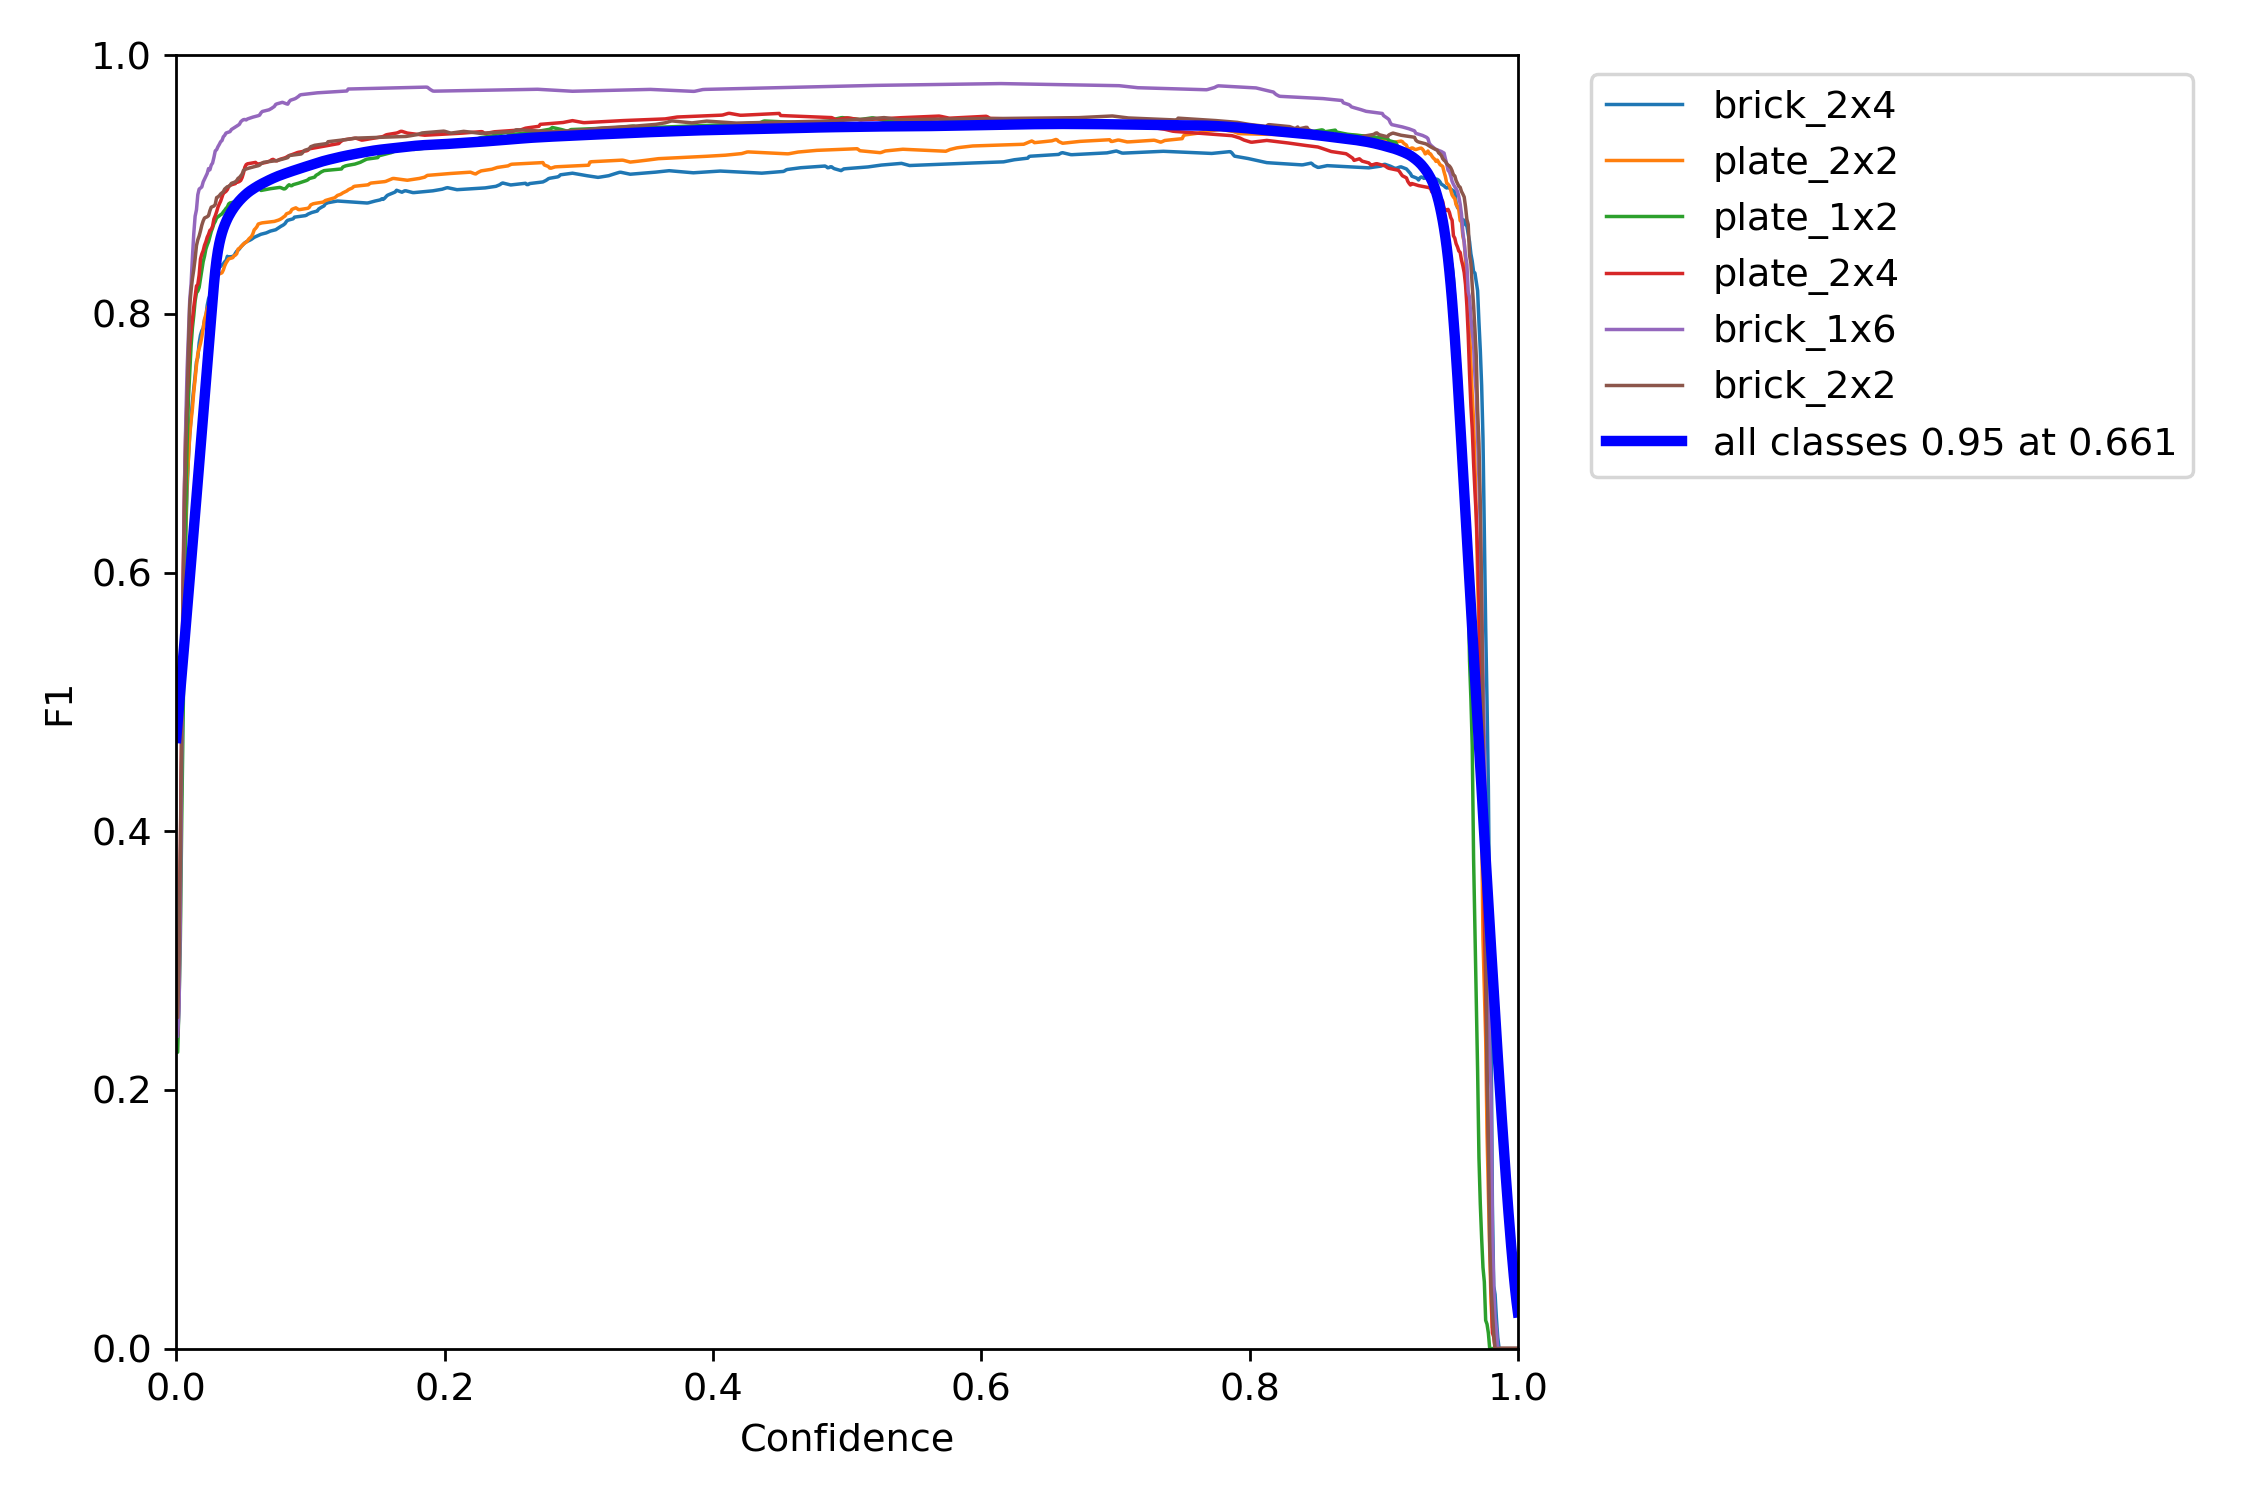 1.0
0.8
0.6
0.4
0.2
0.0
F1
0.0 0.2 0.4 0.6 0.8 1.0
Confidence
brick_2x4
plate_2x2
plate_1x2
plate_2x4
brick_1x6
brick_2x2
all classes 0.95 at 0.661